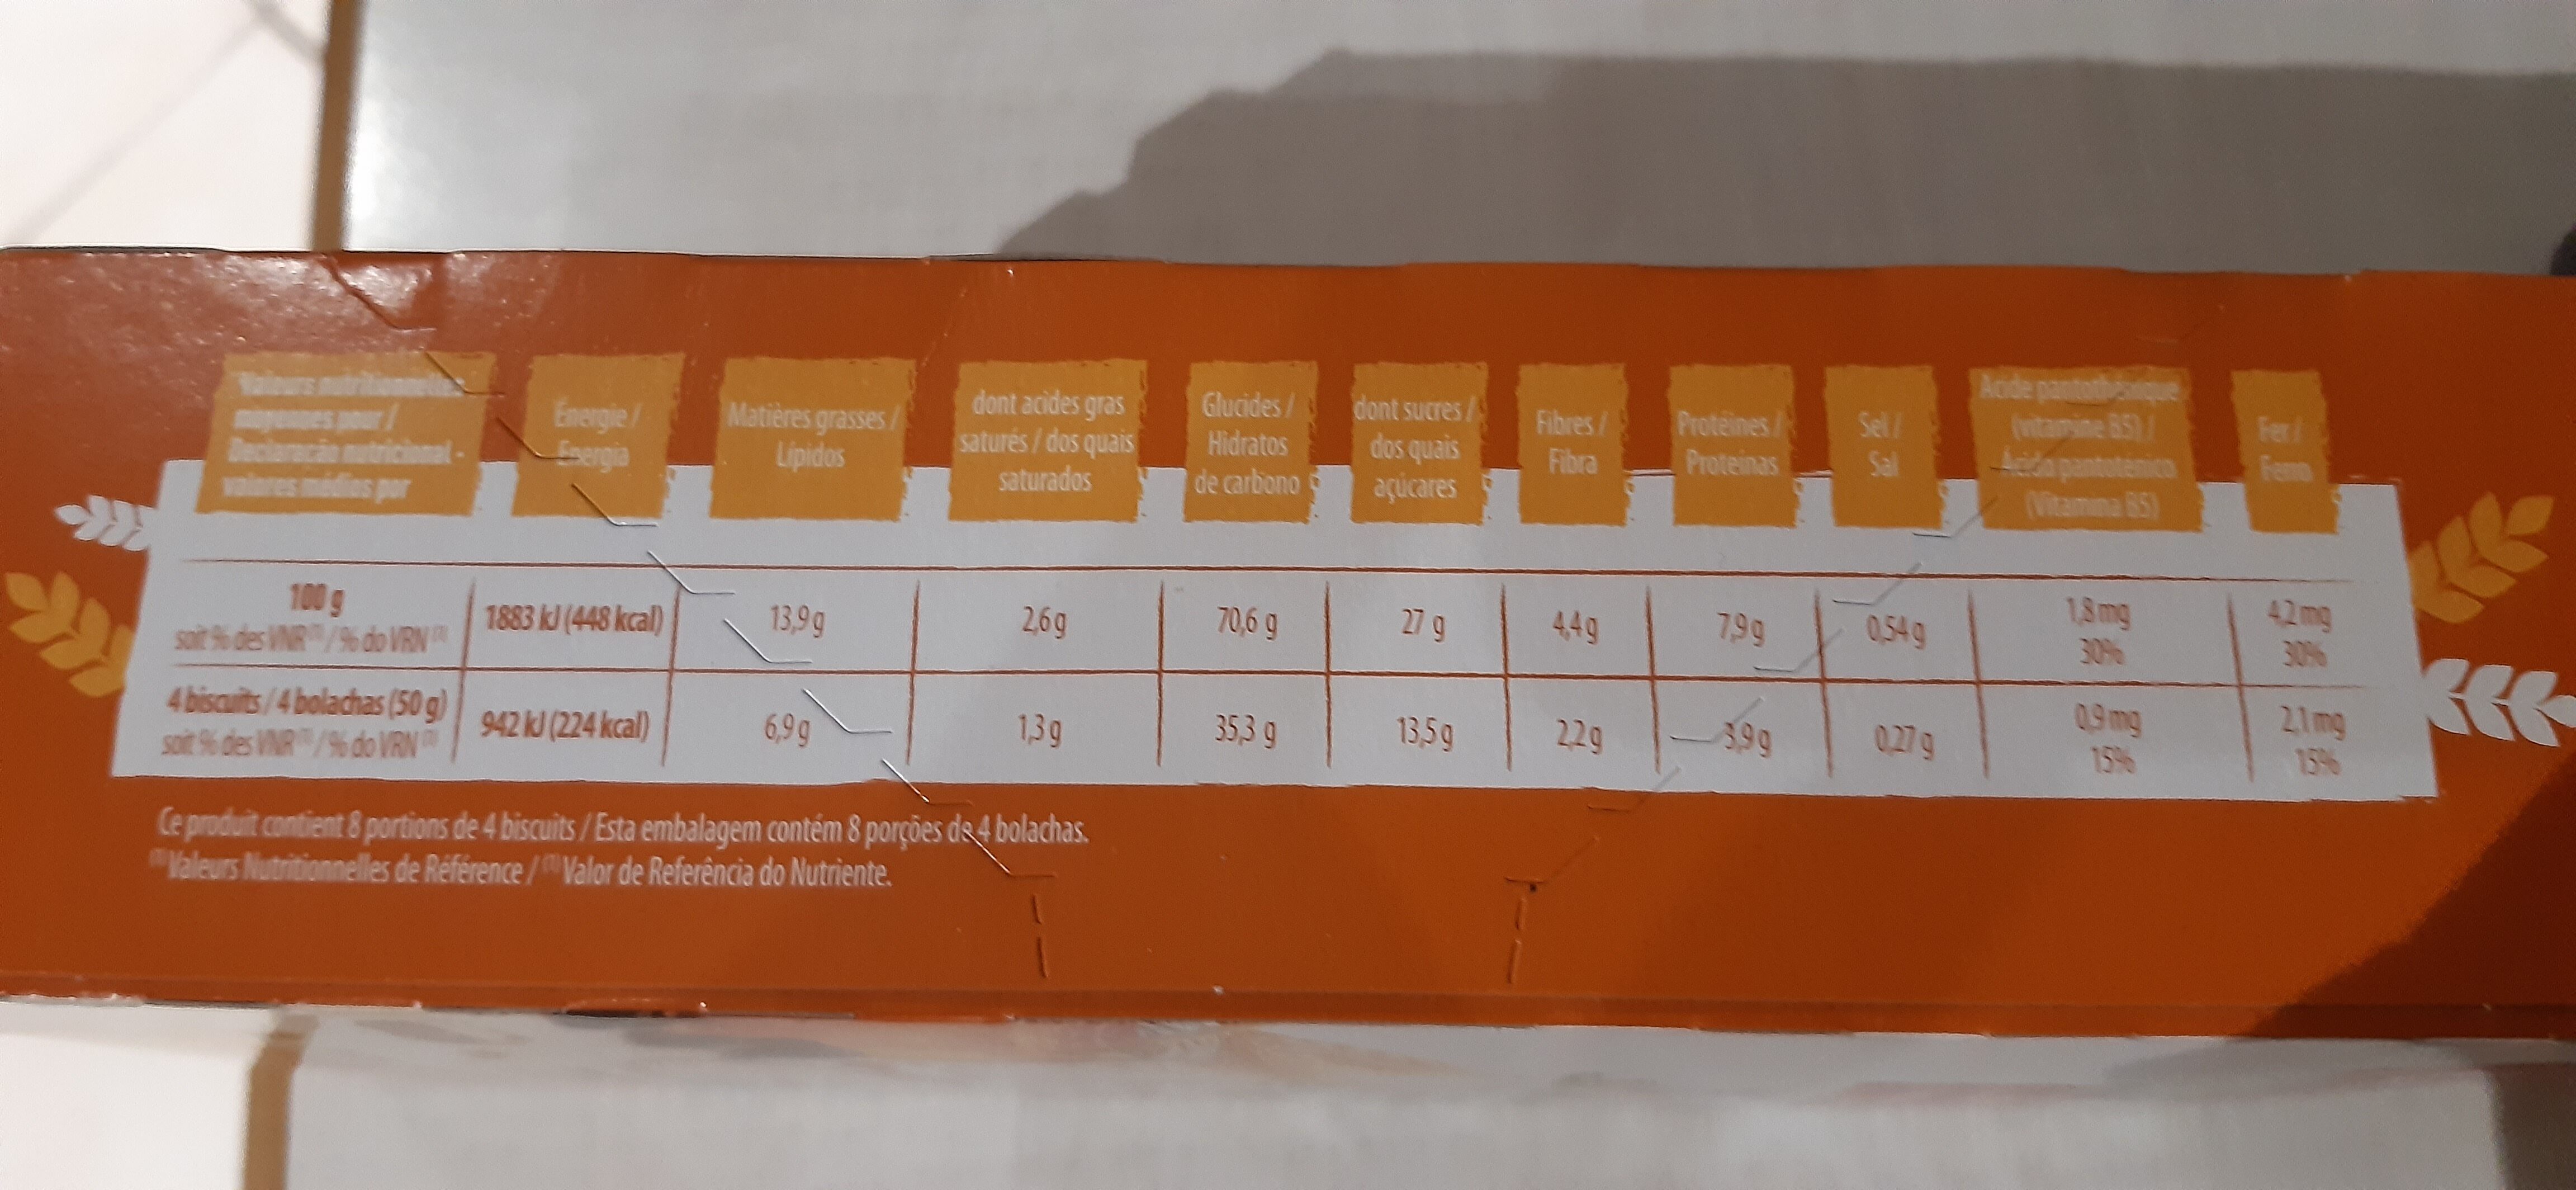 Valeurs nutritionnelles
moyennes pour /
Declaração nutricional -
valores médios por
Énergie /
Energia
Matières grasses /
Lípidos
dont acides gras
saturés / dos quais
saturados
Glucides /
Hidratos
de carbono
dont sucres /
dos quais
açúcares
Fibres /
Fibra
Protéines /
Proteínas
Sel /
Sal
Acide pantothénique
(vitamine B5) /
Ácido pantoténico
(Vitamina B5)
Fer /
Ferro
100 g
soit % des VNR⁽¹⁾ / % do VRN⁽¹⁾
1883 kJ (448 kcal)
13,9 g
2,6 g
70,6 g
27 g
4,4 g
7,9 g
0,54 g
1,8 mg
30%
4,2 mg
30%
4 biscuits / 4 bolachas (50 g)
soit % des VNR⁽¹⁾ / % do VRN⁽¹⁾
942 kJ (224 kcal)
6,9 g
1,3 g
35,3 g
13,5 g
2,2 g
3,9 g
0,27 g
0,9 mg
15%
2,1 mg
15%
Ce produit contient 8 portions de 4 biscuits / Esta embalagem contém 8 porções de 4 bolachas.
⁽¹⁾ Valeurs Nutritionnelles de Référence / ⁽¹⁾ Valor de Referência do Nutriente.